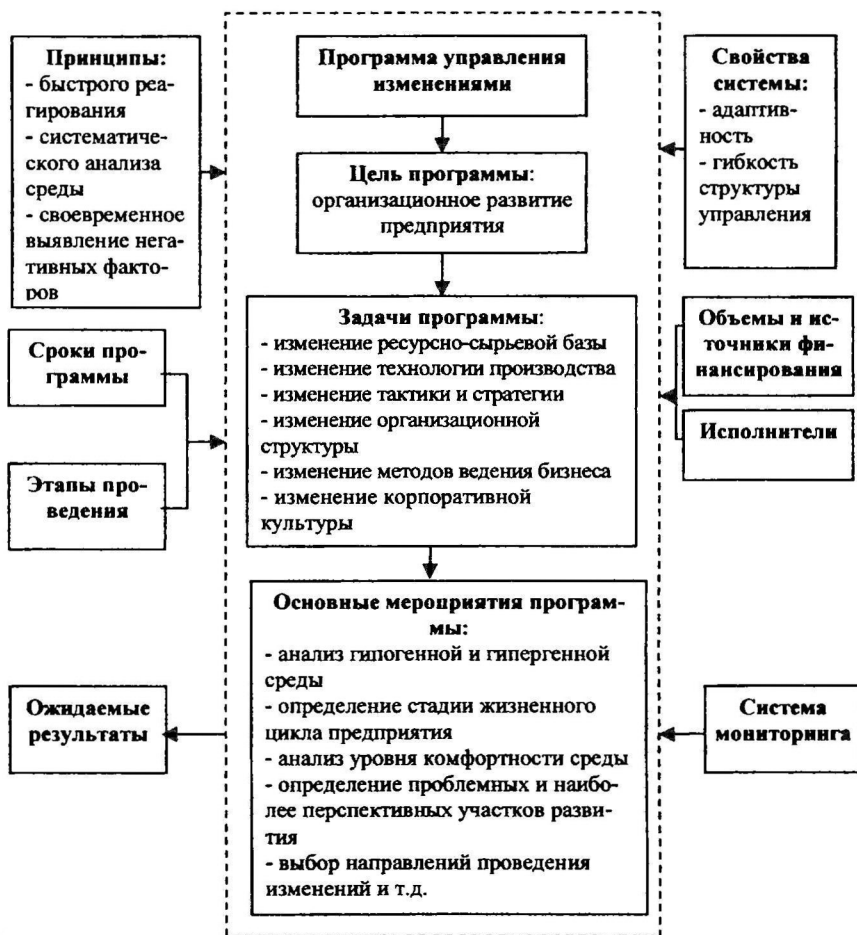 Принципы:
- быстрого реа-
гирования
- систематиче-
ского анализа
среды
- своевременное
выявление нега-
тивных факто-
ров
Сроки про-
граммы
Этапы про-
ведения
Ожидаемые
результаты
Программа управления
изменениями
Цель программы:
организационное развитие
предприятия
Задачи программы:
- изменение ресурсно-сырьевой базы
- изменение технологии производства
- изменение тактики и стратегии
- изменение организационной
структуры
- изменение методов ведения бизнеса
- изменение корпоративной
культуры
Основные мероприятия програм-
мы:
- анализ гипогенной и гипергенной
среды
- определение стадии жизненного
цикла предприятия
- анализ уровня комфортности среды
- определение проблемных и наибо-
лее перспективных участков разви-
тия
- выбор направлений проведения
изменений и т.д.
Свойства
системы:
- адаптив-
ность
- гибкость
структуры
управления
Объемы и ис-
точники фи-
нансирования
Исполнители
Система
мониторинга